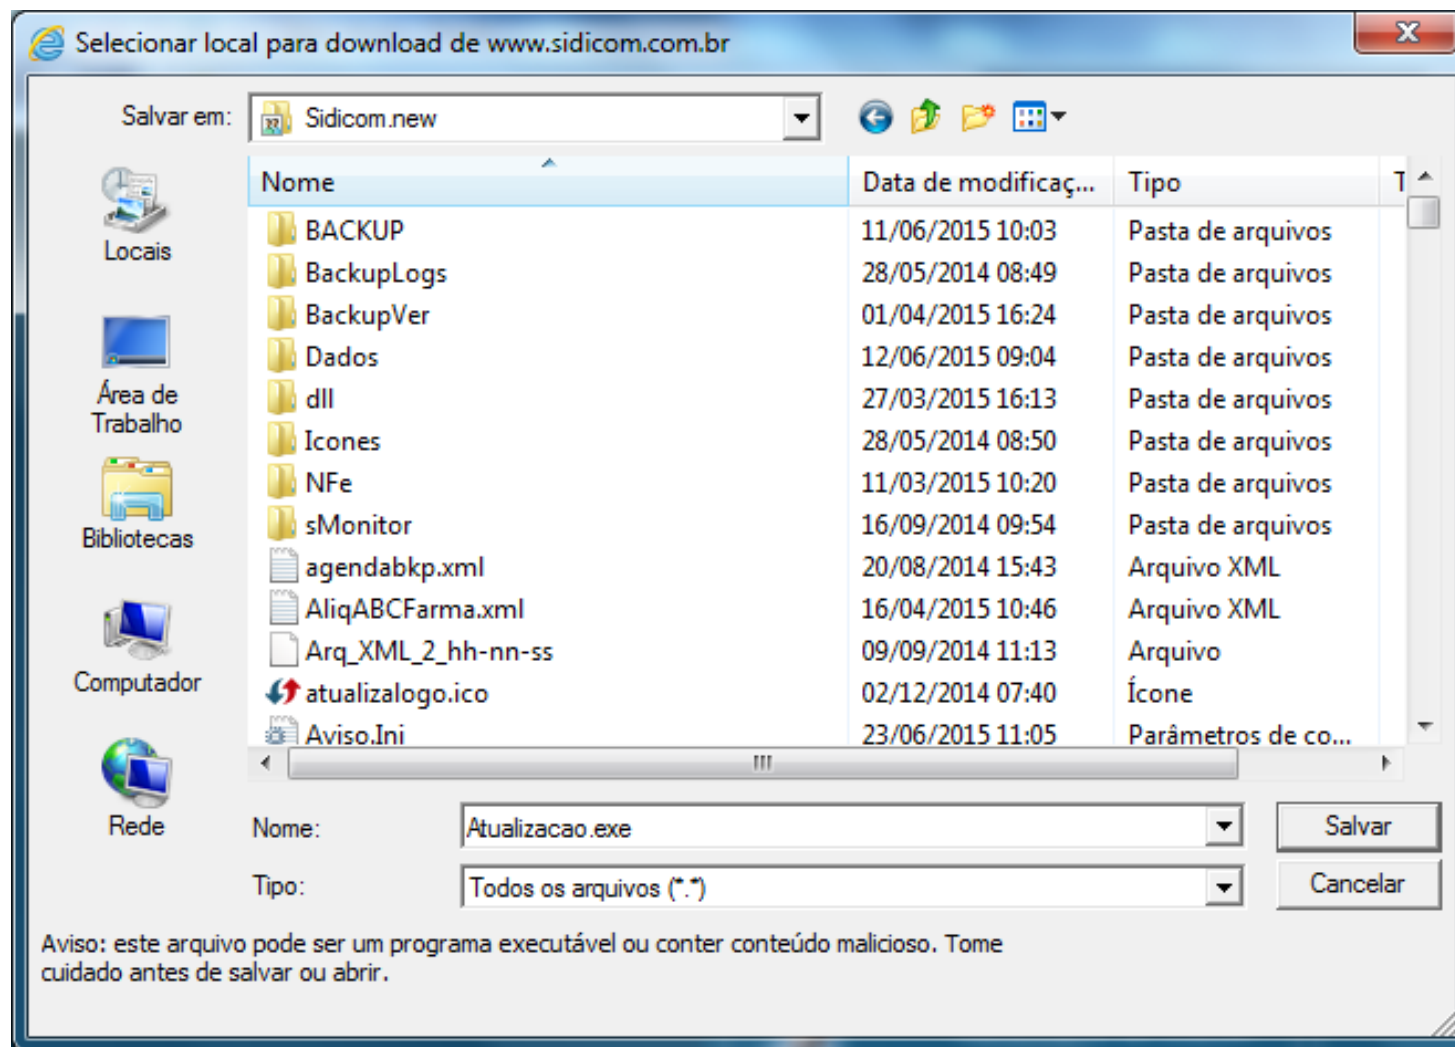 Selecionar local para download de www.sidicom.com.br
Salvar em: Sidicom.new
Nome Data de modificaç... Tipo T
BACKUP 11/06/2015 10:03 Pasta de arquivos
BackupLogs 28/05/2014 08:49 Pasta de arquivos
BackupVer 01/04/2015 16:24 Pasta de arquivos
Dados 12/06/2015 09:04 Pasta de arquivos
dll 27/03/2015 16:13 Pasta de arquivos
Icones 28/05/2014 08:50 Pasta de arquivos
NFe 11/03/2015 10:20 Pasta de arquivos
sMonitor 16/09/2014 09:54 Pasta de arquivos
agendabkp.xml 20/08/2014 15:43 Arquivo XML
AliqABCFarma.xml 16/04/2015 10:46 Arquivo XML
Arq_XML_2_hh-nn-ss 09/09/2014 11:13 Arquivo
atualizalogo.ico 02/12/2014 07:40 Ícone
Aviso.Ini 23/06/2015 11:05 Parâmetros de co...
Locais
Área de
Trabalho
Bibliotecas
Computador
Rede
Nome: Atualizacao.exe Salvar
Tipo: Todos os arquivos (*.*) Cancelar
Aviso: este arquivo pode ser um programa executável ou conter conteúdo malicioso. Tome
cuidado antes de salvar ou abrir.